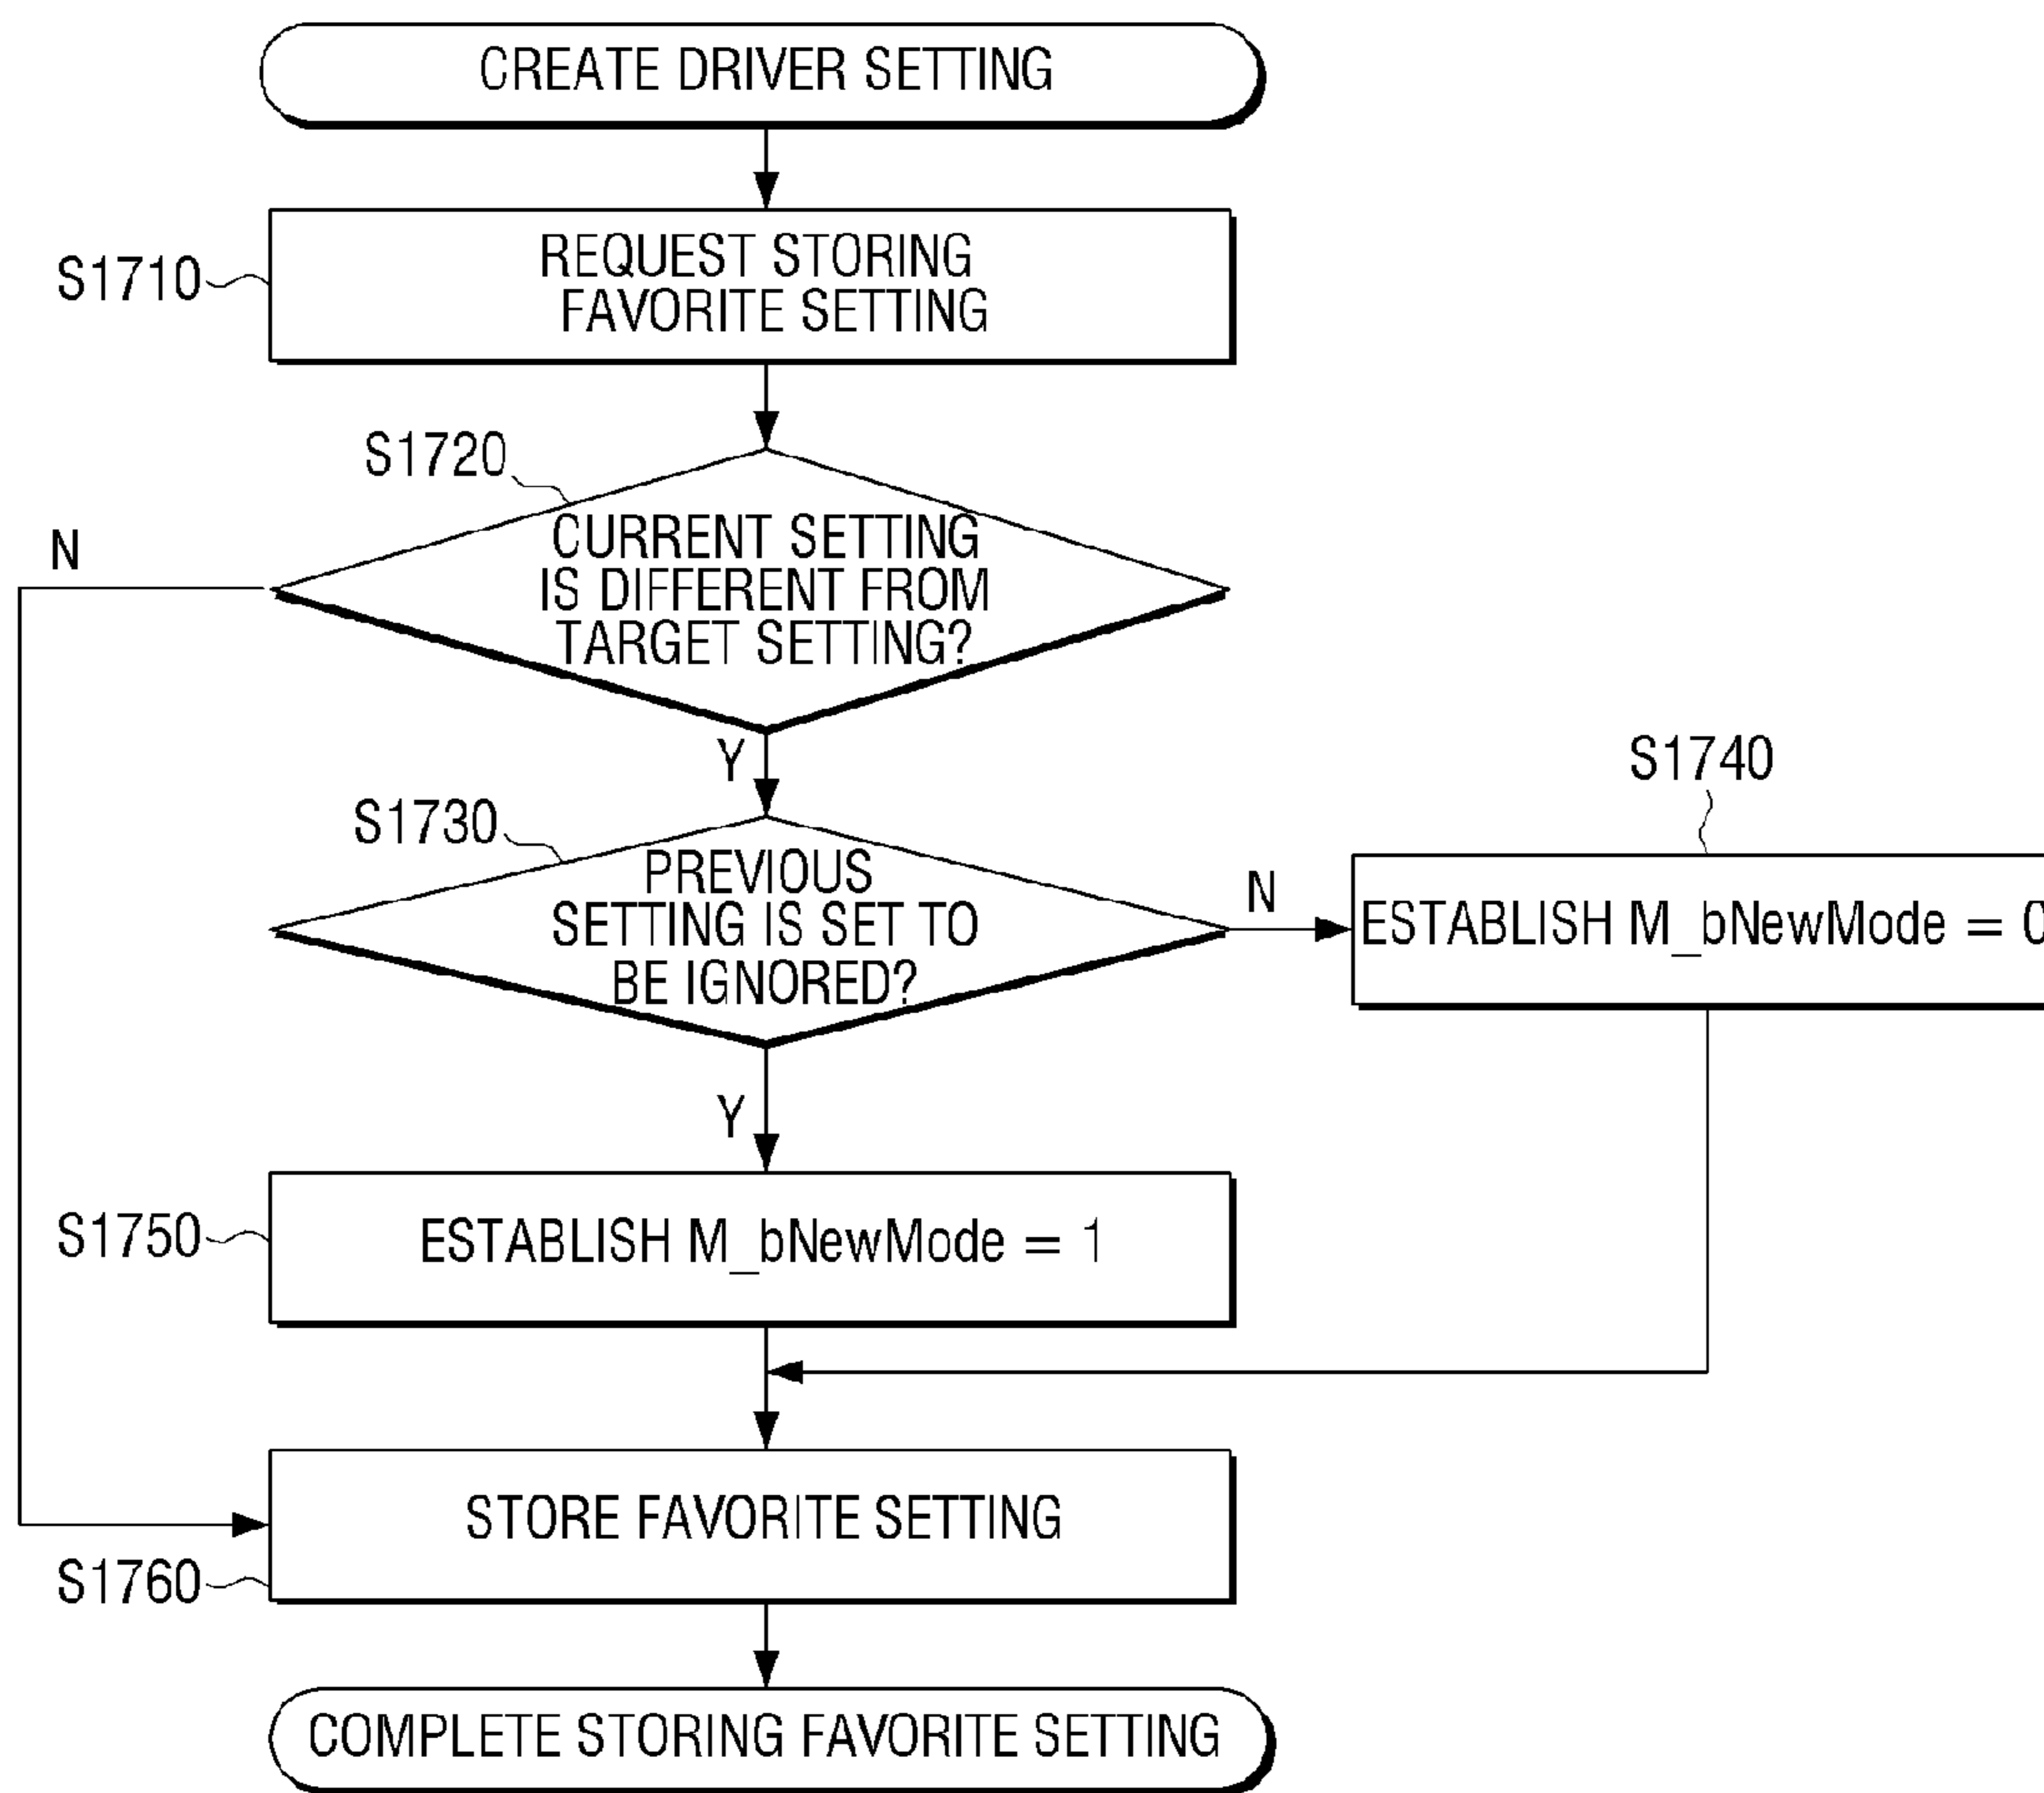 CREATE DRIVER SETTING
S1710
REQUEST STORING
FAVORITE SETTING
S1720
N
CURRENT SETTING
IS DIFFERENT FROM
TARGET SETTING?
Y
S1740
S1730
PREVIOUS
SETTING IS SET TO
BE IGNORED?
N
ESTABLISH M_bNewMode = 0
Y
S1750
ESTABLISH M_bNewMode = 1
STORE FAVORITE SETTING
S1760
COMPLETE STORING FAVORITE SETTING